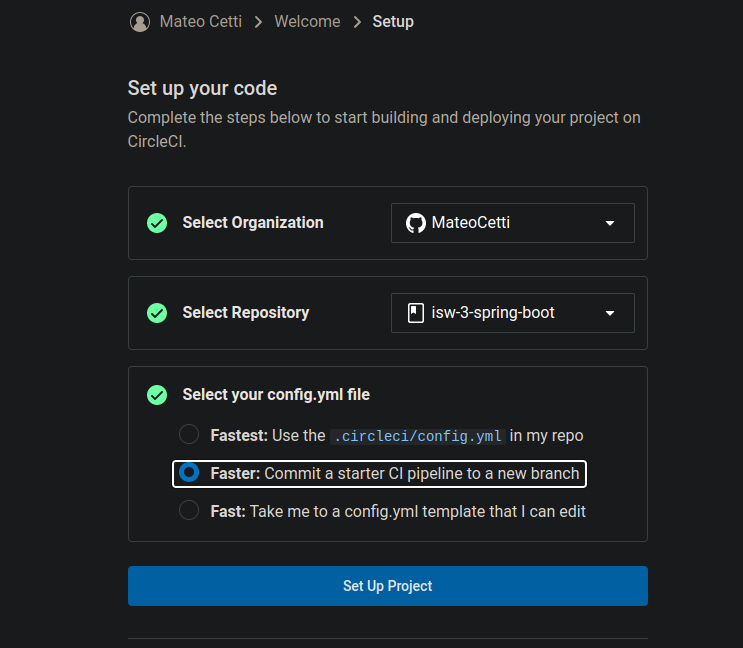 Mateo Cetti > Welcome > Setup
Set up your code
Complete the steps below to start building and deploying your project on
CircleCI.
Select Organization MateoCetti
Select Repository isw-3-spring-boot
Select your config.yml file
Fastest: Use the .circleci/config.yml in my repo
Faster: Commit a starter CI pipeline to a new branch
Fast: Take me to a config.yml template that I can edit
Set Up Project